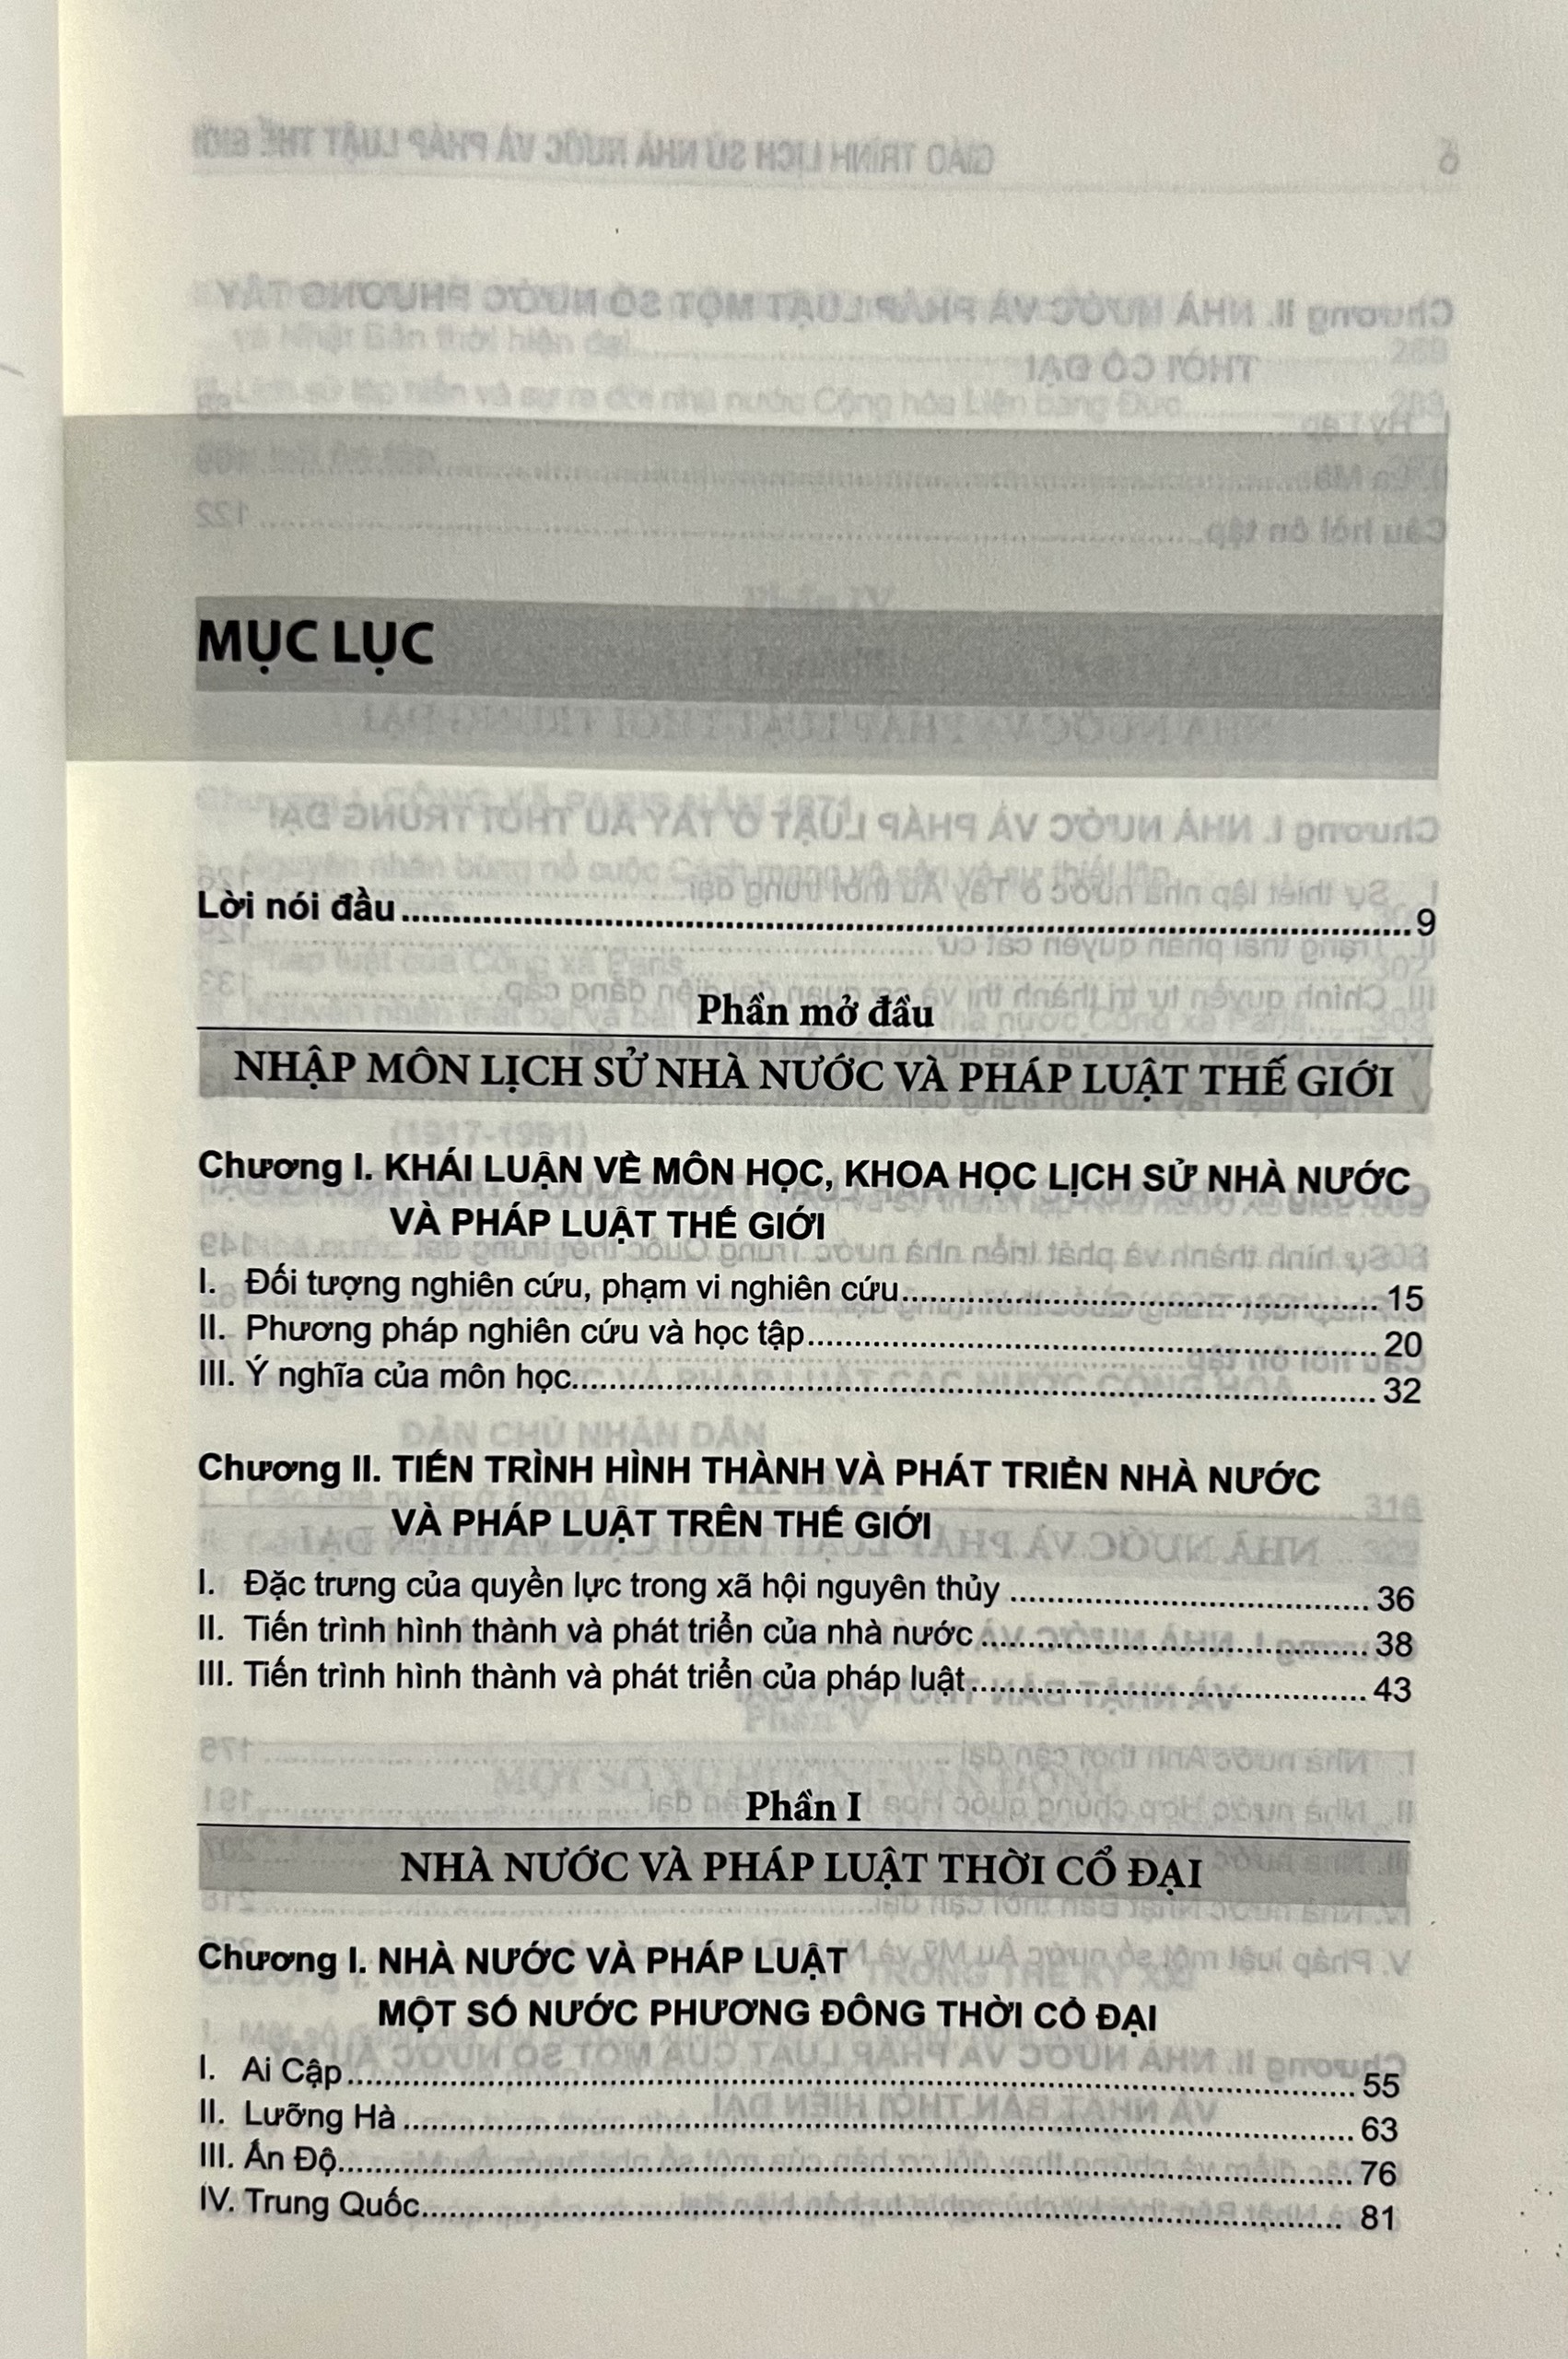 MỤC LỤC
Lời nói đầu....................................................................................................9
Phần mở đầu
NHẬP MÔN LỊCH SỬ NHÀ NƯỚC VÀ PHÁP LUẬT THẾ GIỚI
Chương I. KHÁI LUẬN VỀ MÔN HỌC, KHOA HỌC LỊCH SỬ NHÀ NƯỚC
VÀ PHÁP LUẬT THẾ GIỚI
I. Đối tượng nghiên cứu, phạm vi nghiên cứu.................................................. 15
II. Phương pháp nghiên cứu và học tập............................................................ 20
III. Ý nghĩa của môn học..................................................................................... 32
Chương II. TIẾN TRÌNH HÌNH THÀNH VÀ PHÁT TRIỂN NHÀ NƯỚC
VÀ PHÁP LUẬT TRÊN THẾ GIỚI
I. Đặc trưng của quyền lực trong xã hội nguyên thủy ...................................... 36
II. Tiến trình hình thành và phát triển của nhà nước......................................... 38
III. Tiến trình hình thành và phát triển của pháp luật.......................................... 43
Phần I
NHÀ NƯỚC VÀ PHÁP LUẬT THỜI CỔ ĐẠI
Chương I. NHÀ NƯỚC VÀ PHÁP LUẬT
MỘT SỐ NƯỚC PHƯƠNG ĐÔNG THỜI CỔ ĐẠI
I. Ai Cập........................................................................................................... 55
II. Lưỡng Hà ..................................................................................................... 63
III. Ấn Độ............................................................................................................ 76
IV. Trung Quốc................................................................................................... 81